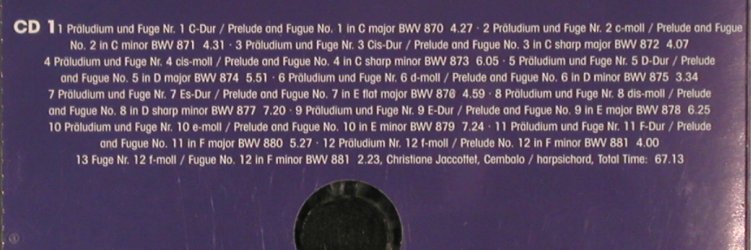 CD 1 1 Präludium und Fuge Nr. 1 C-Dur / Prelude and Fugue No. 1 in C major BWV 870 4.27 · 2 Präludium und Fuge Nr. 2 c-moll / Prelude and Fugue
No. 2 in C minor BWV 871 4.31 · 3 Präludium und Fuge Nr. 3 Cis-Dur / Prelude and Fugue No. 3 in C sharp major BWV 872 4.07
4 Präludium und Fuge Nr. 4 cis-moll / Prelude and Fugue No. 4 in C sharp minor BWV 873 6.05 · 5 Präludium und Fuge Nr. 5 D-Dur / Prelude
and Fugue No. 5 in D major BWV 874 5.51 · 6 Präludium und Fuge Nr. 6 d-moll / Prelude and Fugue No. 6 in D minor BWV 875 3.34
7 Präludium und Fuge Nr. 7 Es-Dur / Prelude and Fugue No. 7 in E flat major BWV 876 4.59 · 8 Präludium und Fuge Nr. 8 dis-moll / Prelude
and Fugue No. 8 in D sharp minor BWV 877 7.20 · 9 Präludium und Fuge Nr. 9 E-Dur / Prelude and Fugue No. 9 in E major BWV 878 6.25
10 Präludium und Fuge Nr. 10 e-moll / Prelude and Fugue No. 10 in E minor BWV 879 7.24 · 11 Präludium und Fuge Nr. 11 F-Dur / Prelude
and Fugue No. 11 in F major BWV 880 5.27 · 12 Präludium Nr. 12 f-moll / Prelude No. 12 in F minor BWV 881 4.00
13 Fuge Nr. 12 f-moll / Fugue No. 12 in F minor BWV 881 2.23, Christiane Jaccottet, Cembalo / harpsichord, Total Time: 67.13